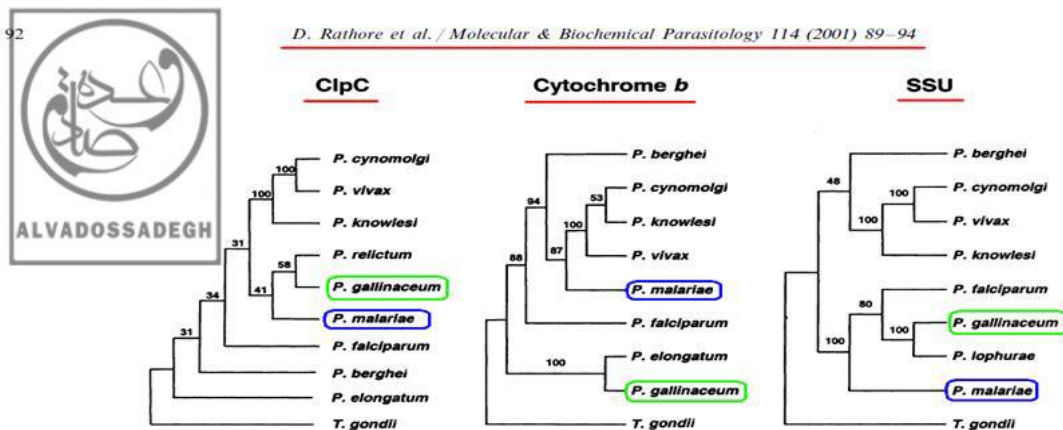 92
D. Rathore et al. / Molecular & Biochemical Parasitology 114 (2001) 89–94
وعده صادق
ALVADOSSADEGH
ClpC
100
100
31
58
41
34
31
P. cynomolgi
P. vivax
P. knowlesi
P. relictum
P. gallinaceum
P. malariae
P. falciparum
P. berghei
P. elongatum
T. gondii
Cytochrome b
94
53
100
87
88
100
P. berghei
P. cynomolgi
P. knowlesi
P. vivax
P. malariae
P. falciparum
P. elongatum
P. gallinaceum
T. gondii
SSU
48
100
100
80
100
100
P. berghei
P. cynomolgi
P. vivax
P. knowlesi
P. falciparum
P. gallinaceum
P. lophurae
P. malariae
T. gondii